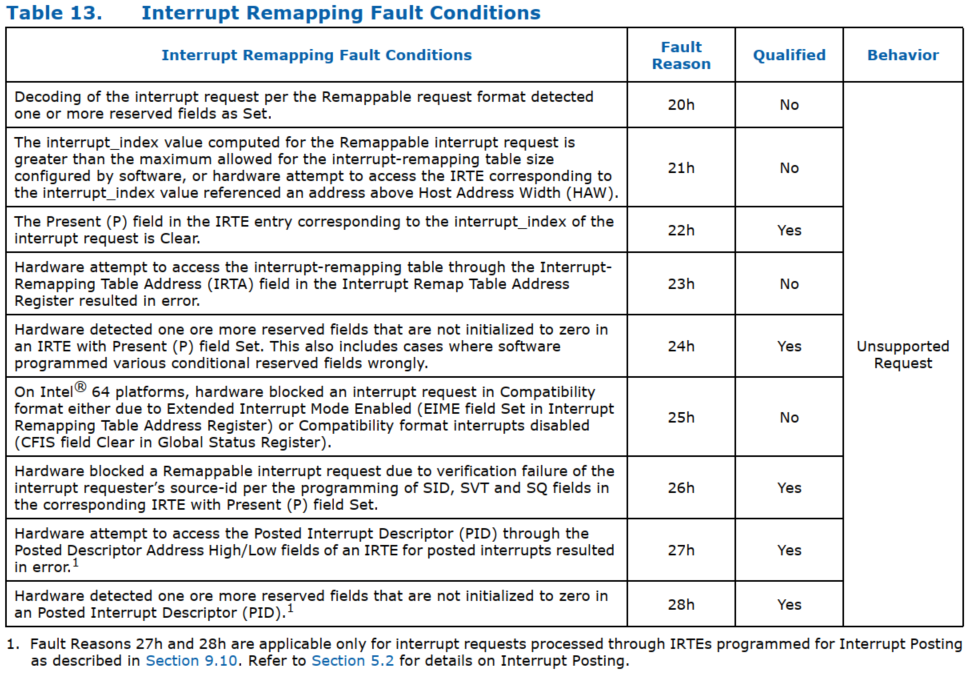 Table 13. Interrupt Remapping Fault Conditions
Interrupt Remapping Fault Conditions
Fault
Reason
Qualified
Behavior
Decoding of the interrupt request per the Remappable request format detected
one or more reserved fields as Set.
20h
No
The interrupt_index value computed for the Remappable interrupt request is
greater than the maximum allowed for the interrupt-remapping table size
configured by software, or hardware attempt to access the IRTE corresponding to
the interrupt_index value referenced an address above Host Address Width (HAW).
21h
No
The Present (P) field in the IRTE entry corresponding to the interrupt_index of the
interrupt request is Clear.
22h
Yes
Hardware attempt to access the interrupt-remapping table through the Interrupt-
Remapping Table Address (IRTA) field in the Interrupt Remap Table Address
Register resulted in error.
23h
No
Hardware detected one ore more reserved fields that are not initialized to zero in
an IRTE with Present (P) field Set. This also includes cases where software
programmed various conditional reserved fields wrongly.
24h
Yes
Unsupported
Request
On Intel® 64 platforms, hardware blocked an interrupt request in Compatibility
format either due to Extended Interrupt Mode Enabled (EIME field Set in Interrupt
Remapping Table Address Register) or Compatibility format interrupts disabled
(CFIS field Clear in Global Status Register).
25h
No
Hardware blocked a Remappable interrupt request due to verification failure of the
interrupt requester's source-id per the programming of SID, SVT and SQ fields in
the corresponding IRTE with Present (P) field Set.
26h
Yes
Hardware attempt to access the Posted Interrupt Descriptor (PID) through the
Posted Descriptor Address High/Low fields of an IRTE for posted interrupts resulted
in error.1
27h
Yes
Hardware detected one ore more reserved fields that are not initialized to zero in
an Posted Interrupt Descriptor (PID).1
28h
Yes
1. Fault Reasons 27h and 28h are applicable only for interrupt requests processed through IRTEs programmed for Interrupt Posting
as described in Section 9.10. Refer to Section 5.2 for details on Interrupt Posting.